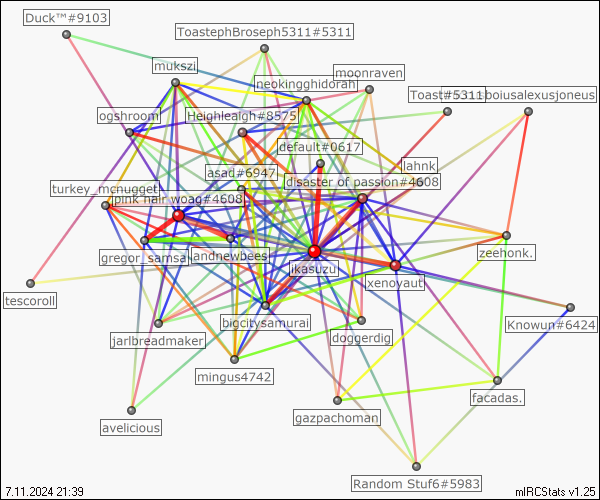 Duck™#9103
ToastephBroseph5311#5311
mukszi
moonraven
neokingghidorah
Toast#5311
boiusalexusjoneus
ogshroom
Heighleaigh#8575
default#0617
lahnk
asad#6947
disaster of passion#4608
turkey_mcnugget
pink hair woag#4608
zeehonk.
gregor_samsa
andnewbees
ikasuzu
xenoyaut
tescoroll
bigcitysamurai
Knowun#6424
jarlbreadmaker
doggerdig
mingus4742
facadas.
gazpachoman
avelicious
Random Stuf6#5983
7.11.2024 21:39
mIRCStats v1.25